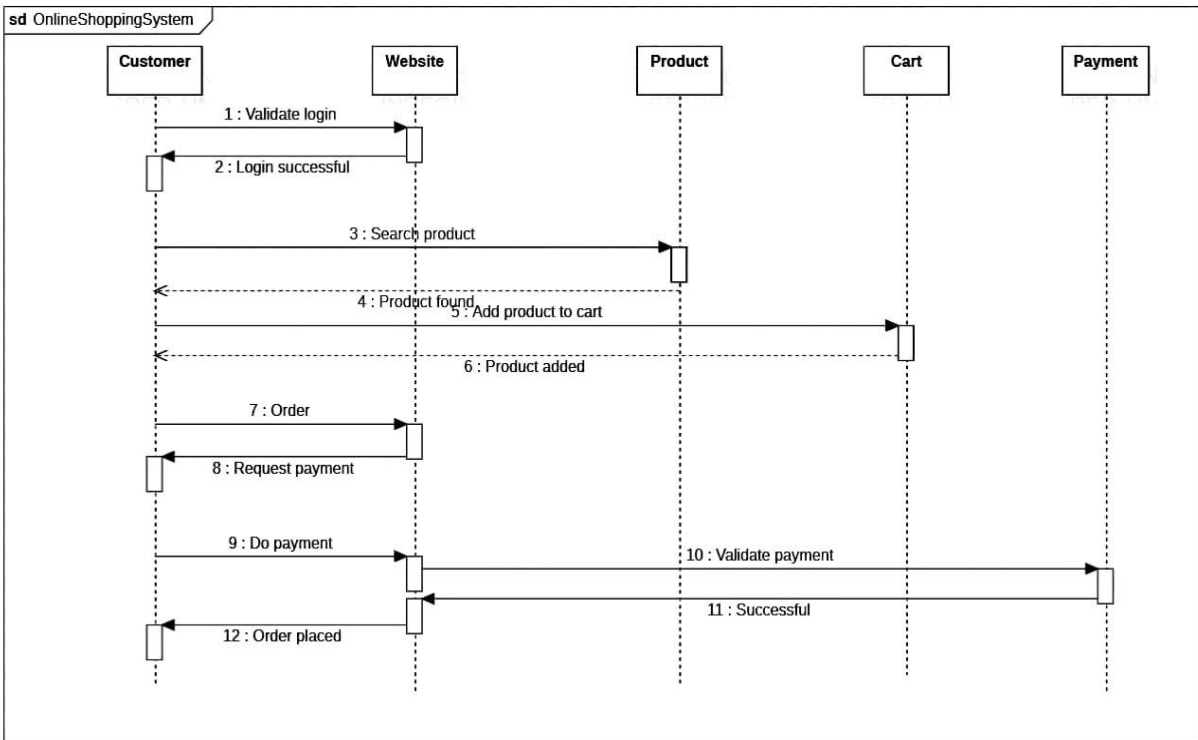 sd OnlineShoppingSystem
Customer
Website
Product
Cart
Payment
1 : Validate login
2 : Login successful
3 : Search product
4 : Product found
5 : Add product to cart
6 : Product added
7 : Order
8 : Request payment
9 : Do payment
10 : Validate payment
11 : Successful
12 : Order placed